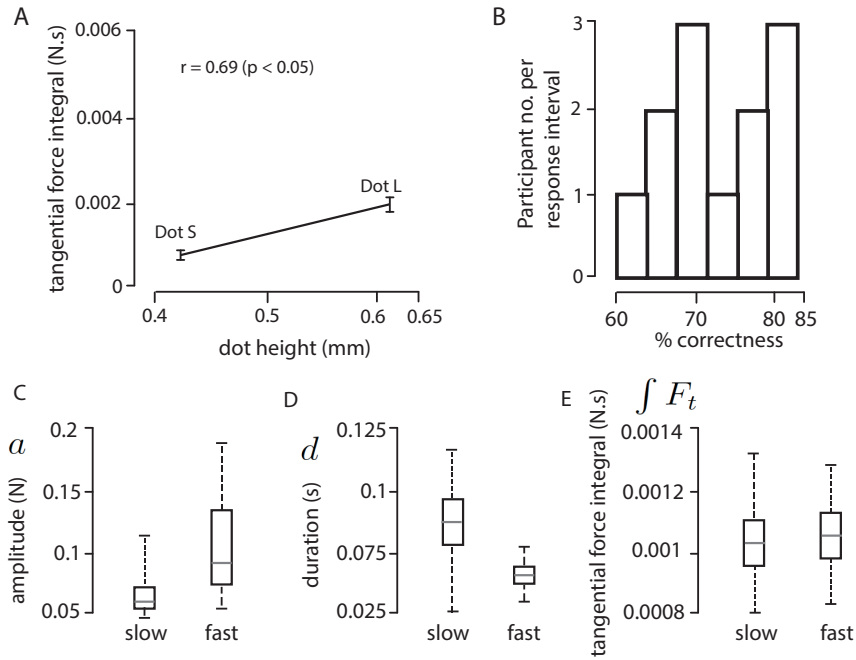 A
tangential force integral (N.s)
0.006
0.004
0.002
0
r = 0.69 (p < 0.05)
Dot S
Dot L
0.4
0.5
0.6
0.65
dot height (mm)
B
Participant no. per
response interval
3
2
1
0
60
70
80
85
% correctness
C
a
amplitude (N)
0.2
0.15
0.1
0.05
slow
fast
D
d
duration (s)
0.125
0.1
0.075
0.025
slow
fast
E
∫ Fₜ
tangential force integral (N.s)
0.0014
0.0012
0.001
0.0008
slow
fast